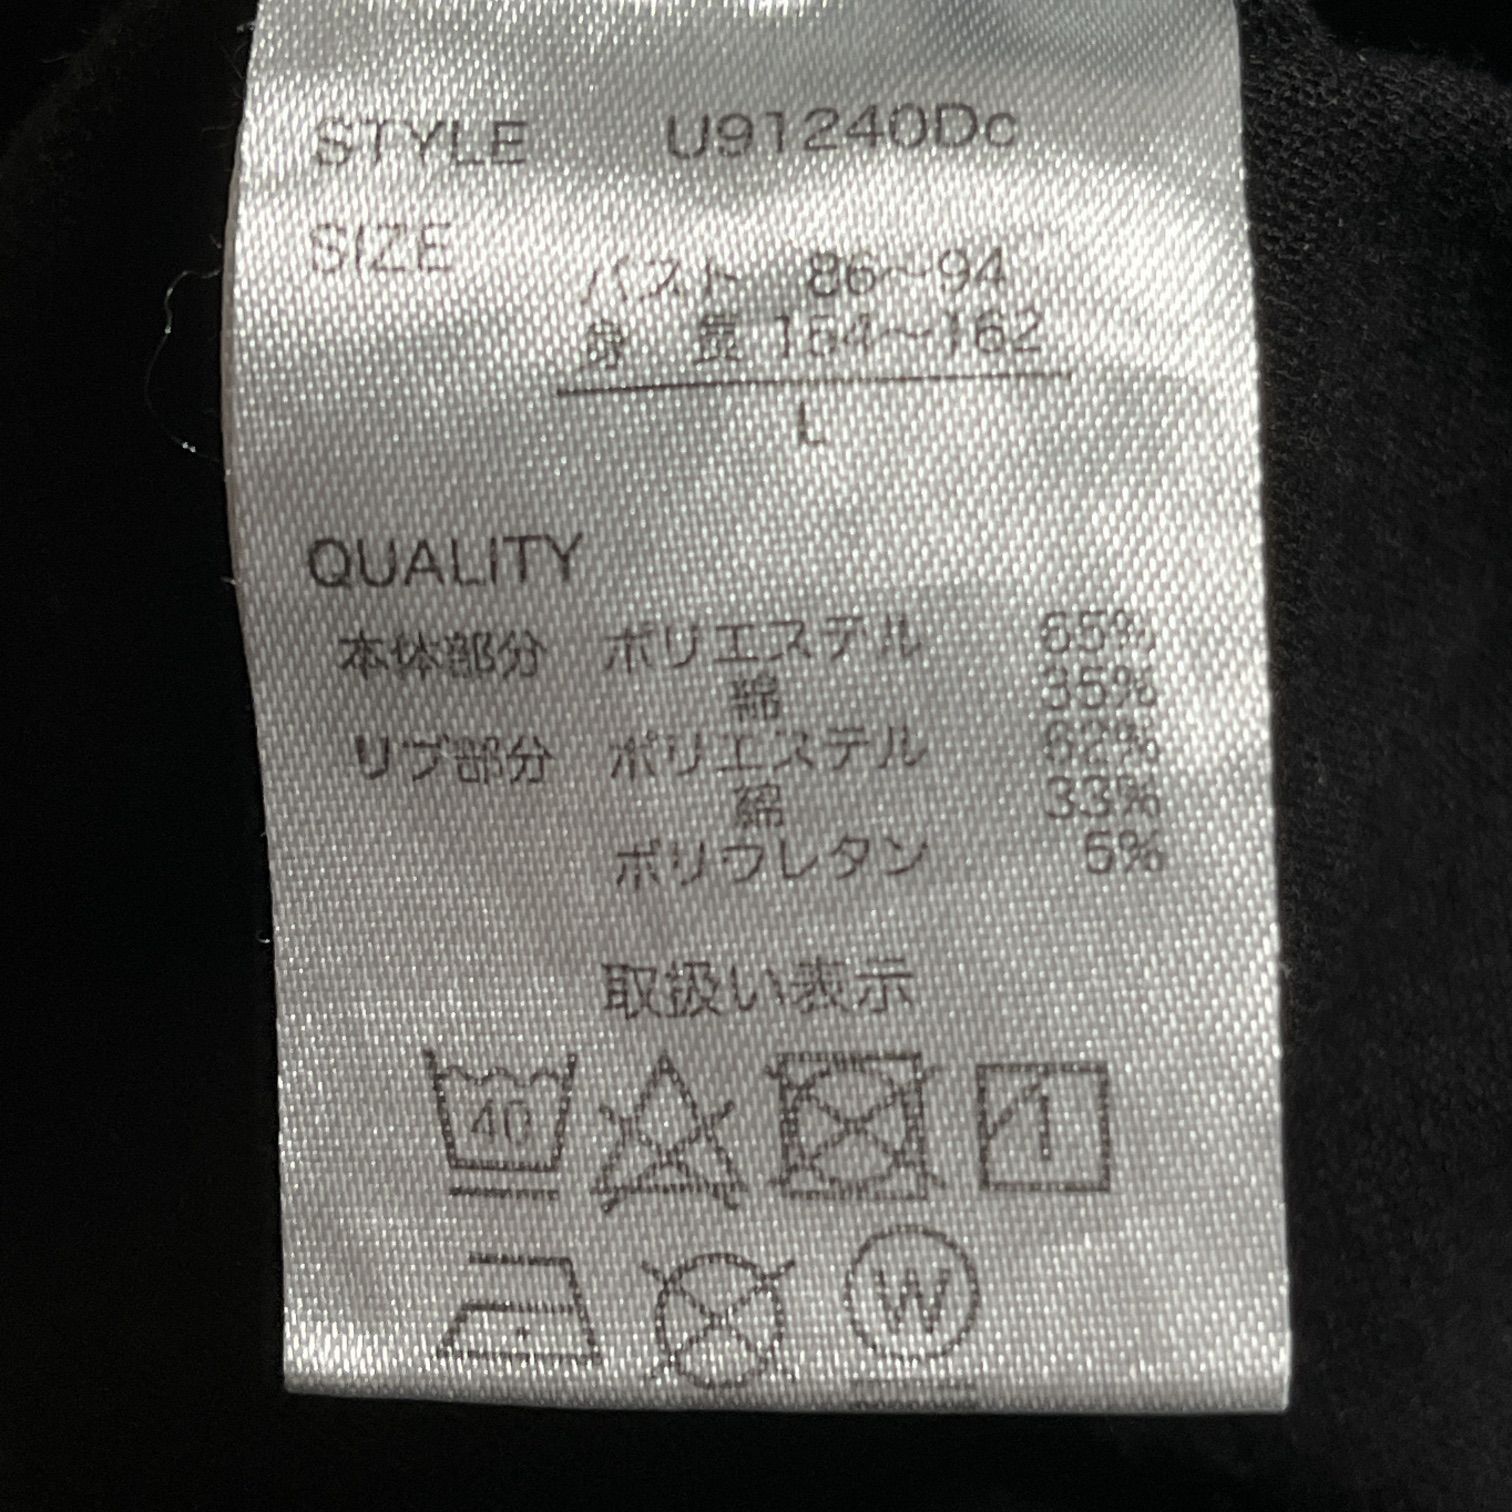 STYLE U91240Dc
SIZE
バスト 86～94
身 長 154～162
L
QUALITY
本体部分 ポリエステル 65%
綿 35%
リブ部分 ポリエステル 62%
綿 33%
ポリウレタン 5%
取扱い表示
40
1
W